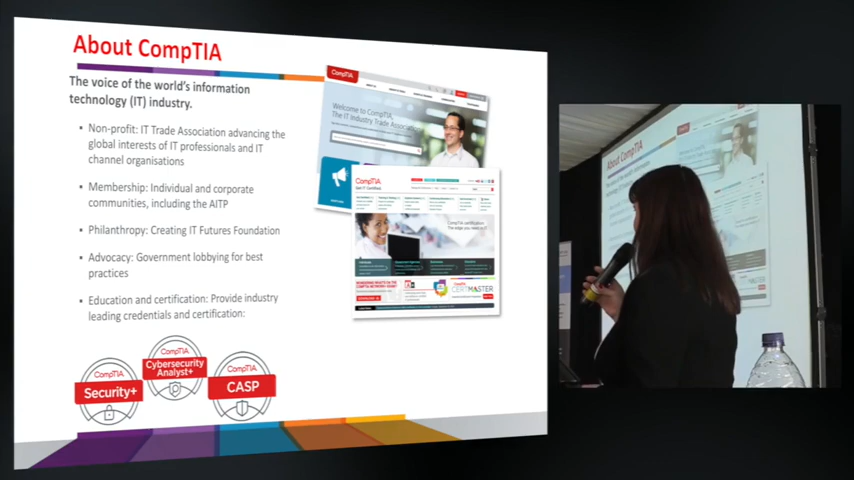 About CompTIA
The voice of the world's information
technology (IT) industry.
Non-profit: IT Trade Association advancing the
global interests of IT professionals and IT
channel organisations
Membership: Individual and corporate
communities, including the AITP
Philanthropy: Creating IT Futures Foundation
Advocacy: Government lobbying for best
practices
Education and certification: Provide industry
leading credentials and certification:
CompTIA
Security+
CompTIA
Cybersecurity
Analyst+
CompTIA
CASP
CompTIA
Welcome to CompTIA,
The IT Industry Trade Association
CompTIA
CompTIA certification
The edge you need in IT
CERTMASTER
About CompTIA